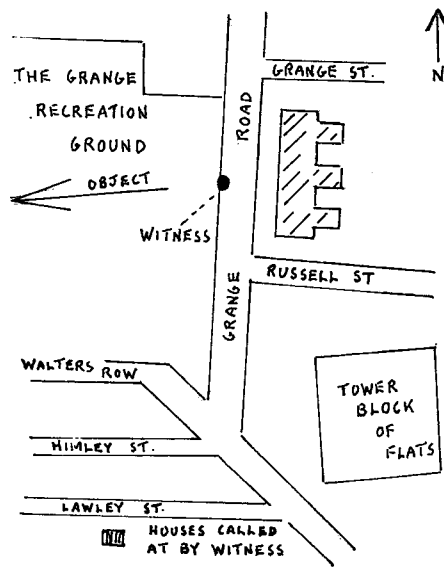 GRANGE ST.
N
THE GRANGE
RECREATION
GROUND
ROAD
OBJECT
WITNESS
RUSSELL ST
GRANGE
WALTERS
ROW
TOWER
BLOCK
OF
FLATS
HIMLEY ST.
LAWLEY ST.
HOUSES CALLED
AT BY WITNESS